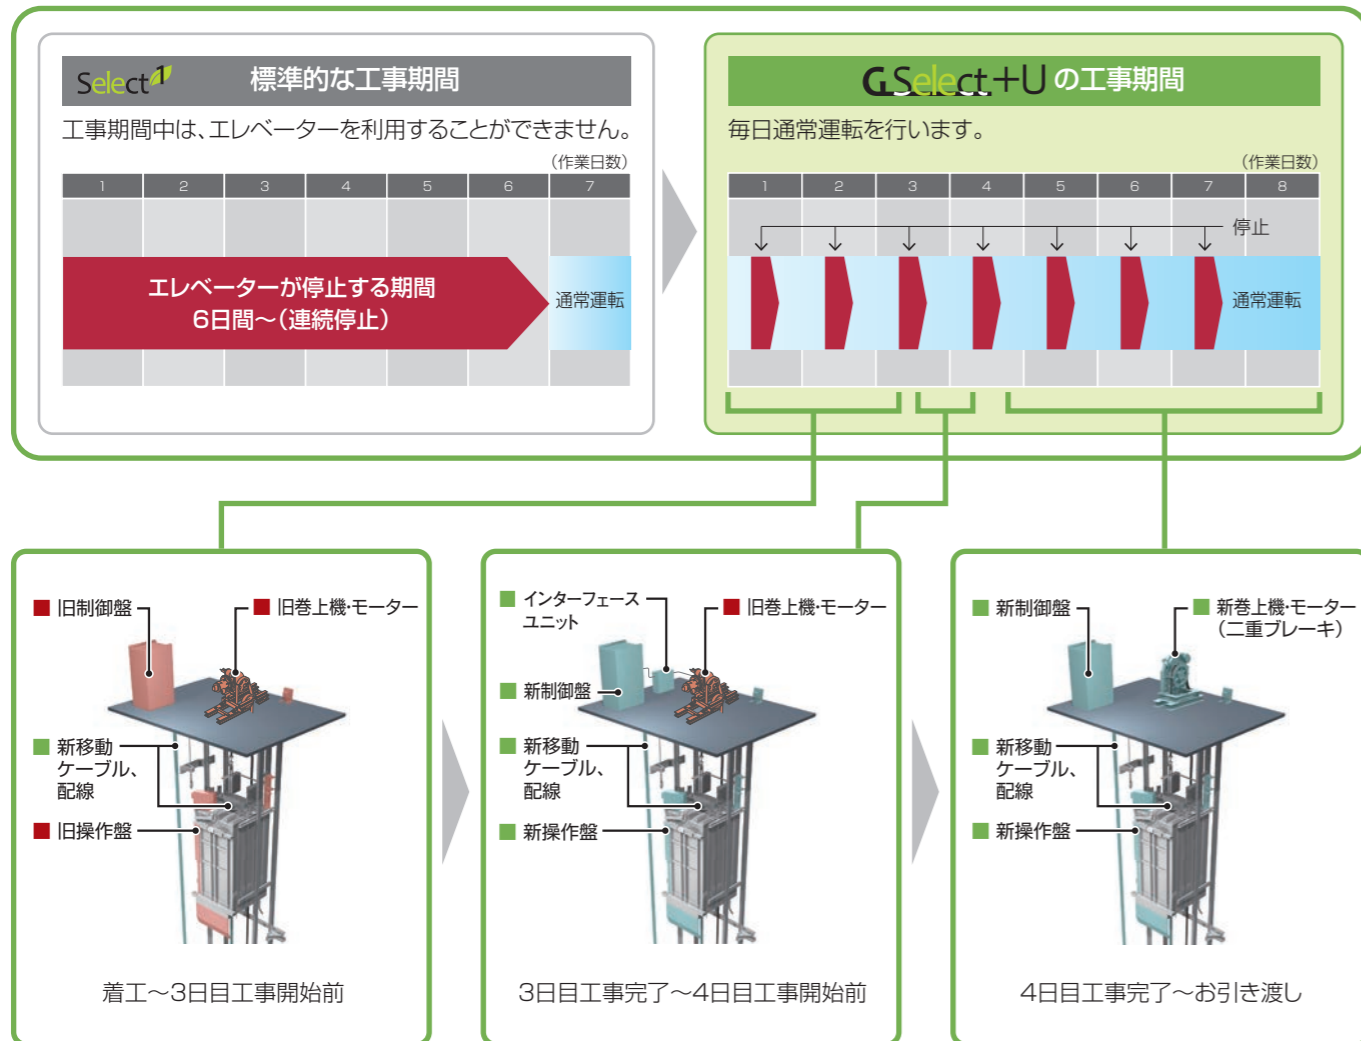 Select1 標準的な工事期間
工事期間中は、エレベーターを利用することができません。
(作業日数)
1 2 3 4 5 6 7
エレベーターが停止する期間
6日間〜(連続停止)
通常運転
G.Select+U の工事期間
毎日通常運転を行います。
(作業日数)
1 2 3 4 5 6 7 8
停止
通常運転
旧制御盤
旧巻上機・モーター
新移動
ケーブル、
配線
旧操作盤
着工〜3日目工事開始前
インターフェース
ユニット
旧巻上機・モーター
新制御盤
新移動
ケーブル、
配線
新操作盤
3日目工事完了〜4日目工事開始前
新制御盤
新巻上機・モーター
(二重ブレーキ)
新移動
ケーブル、
配線
新操作盤
4日目工事完了〜お引き渡し